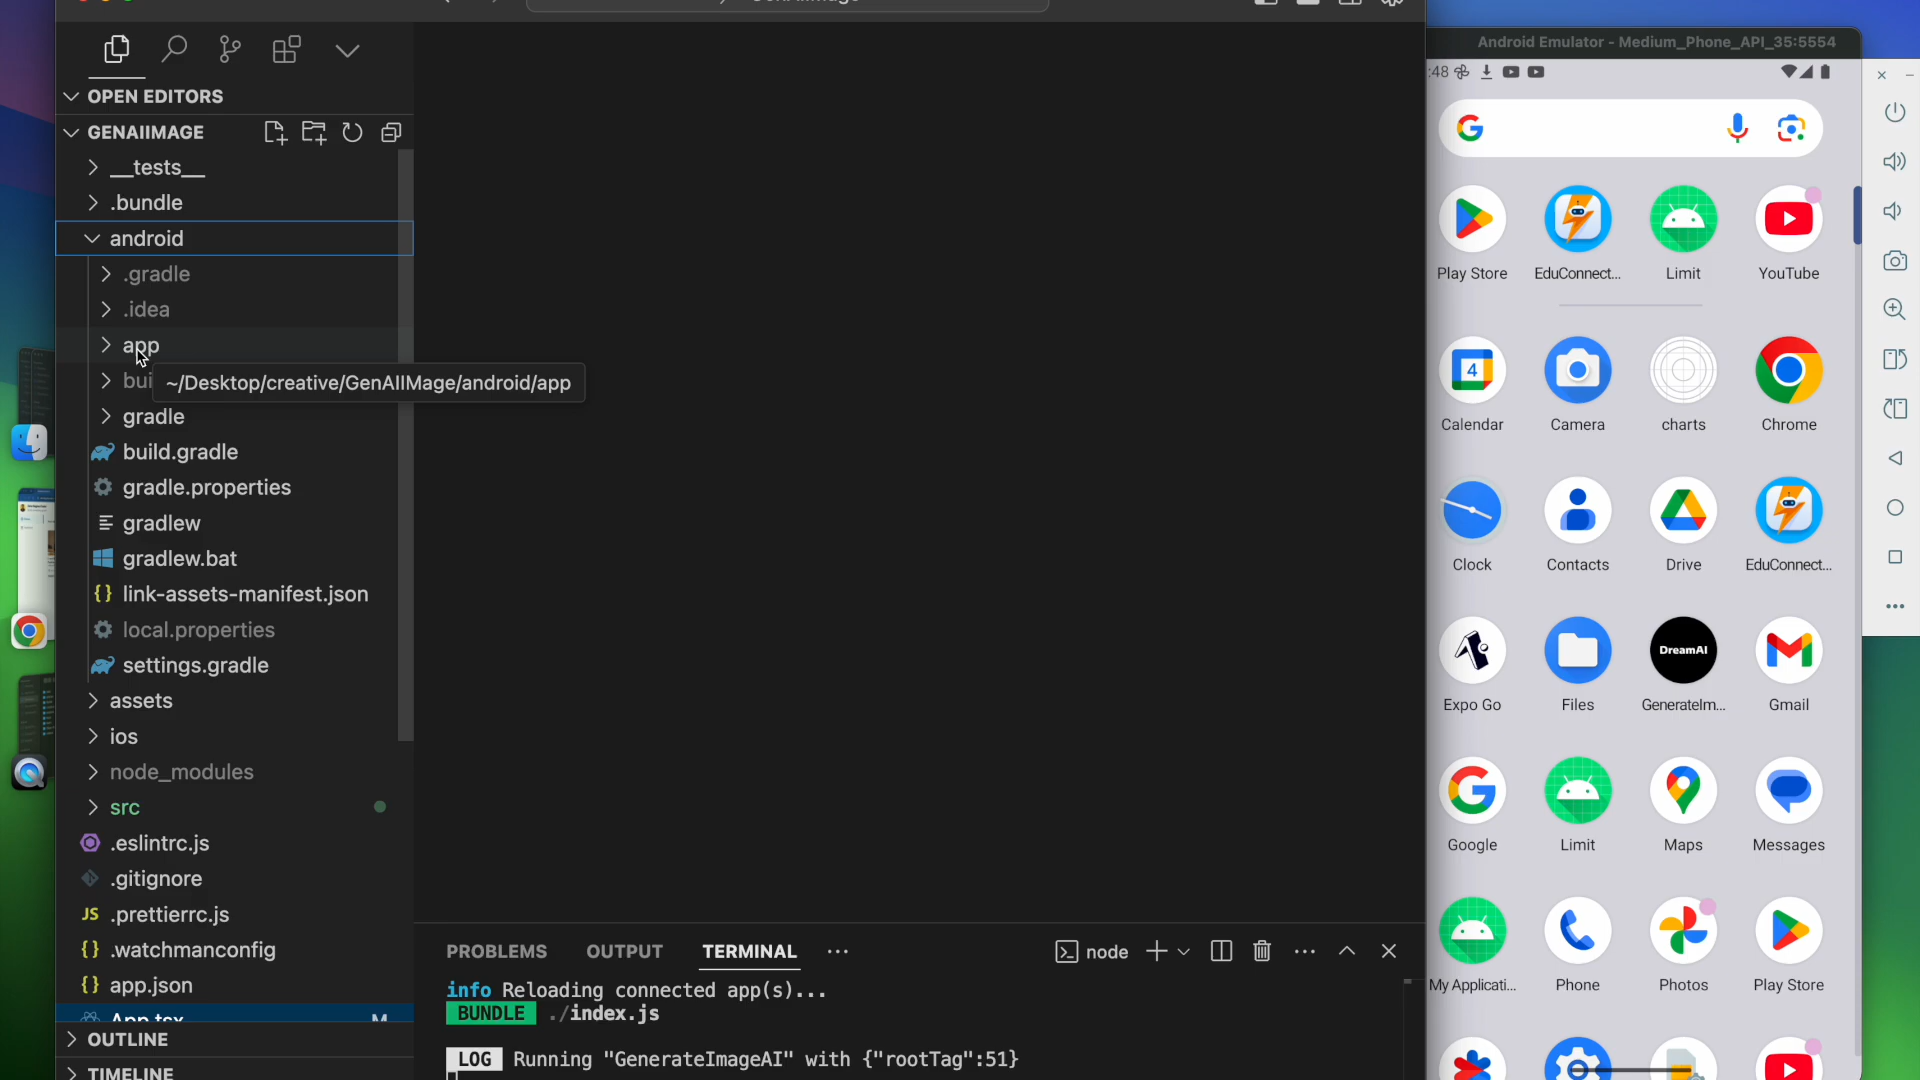 OPEN EDITORS
GENAIIMAGE
__tests__
.bundle
android
.gradle
.idea
app
~/Desktop/creative/GenAIIMage/android/app
bui
gradle
build.gradle
gradle.properties
gradlew
gradlew.bat
link-assets-manifest.json
local.properties
settings.gradle
assets
ios
node_modules
src
.eslintrc.js
.gitignore
JS .prettierrc.js
{} .watchmanconfig
{} app.json
App.tsx M
OUTLINE
TIMELINE
PROBLEMS OUTPUT TERMINAL
node
info Reloading connected app(s)...
BUNDLE ./index.js
LOG Running "GenerateImageAI" with {"rootTag":51}
Android Emulator - Medium_Phone_API_35:5554
:48
Play Store EduConnect... Limit YouTube
4
Calendar Camera charts Chrome
Clock Contacts Drive EduConnect...
DreamAI
Expo Go Files GenerateIm... Gmail
Google Limit Maps Messages
My Applicati... Phone Photos Play Store